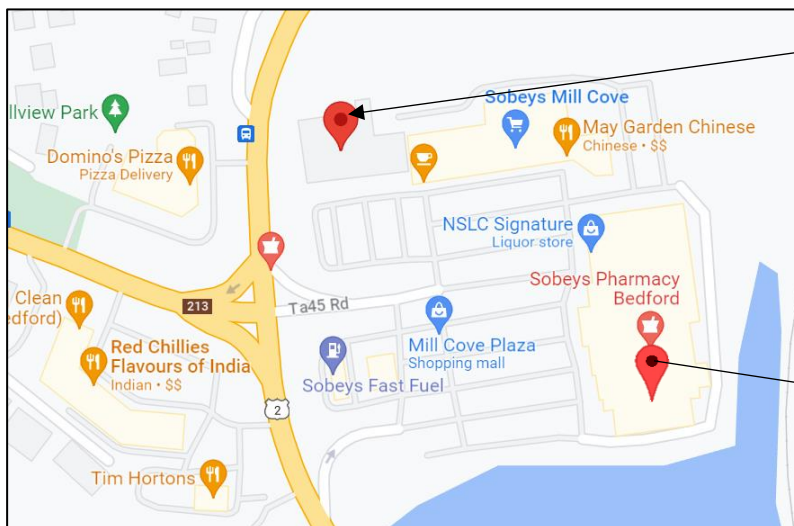 llview Park
Domino's Pizza
Pizza Delivery
Sobeys Mill Cove
May Garden Chinese
Chinese • $$
NSLC Signature
Liquor store
Sobeys Pharmacy
Bedford
213
Ta45 Rd
Clean
edford)
Mill Cove Plaza
Shopping mall
Red Chillies
Flavours of India
Indian • $$
Sobeys Fast Fuel
2
Tim Hortons